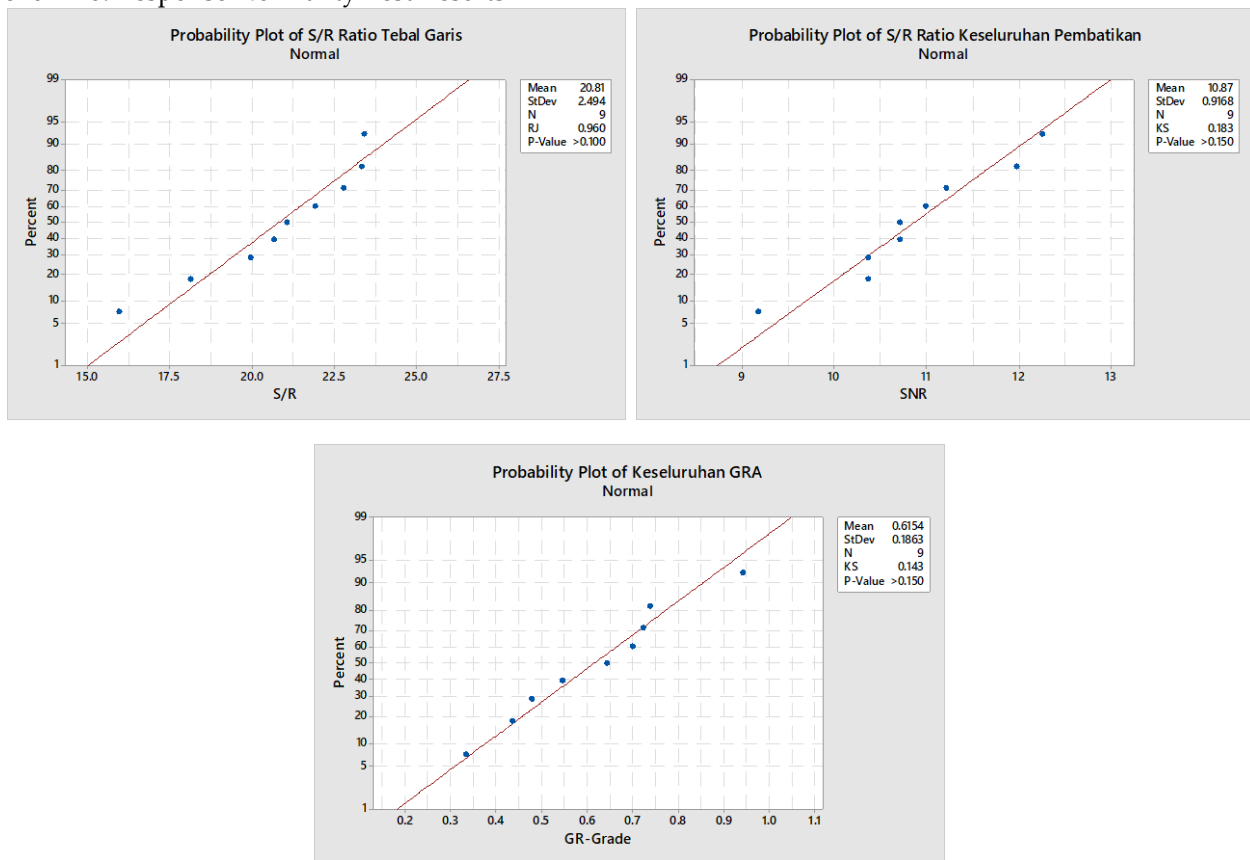 Probability Plot of S/R Ratio Tebal Garis
Normal
99
95
90
80
70
60
50
40
30
20
10
5
1
Percent
15.0 17.5 20.0 22.5 25.0 27.5
S/R
Mean 20.81
StDev 2.494
N 9
RJ 0.960
P-Value >0.100
Probability Plot of S/R Ratio Keseluruhan Pembatikan
Normal
99
95
90
80
70
60
50
40
30
20
10
5
1
Percent
9 10 11 12 13
SNR
Mean 10.87
StDev 0.9168
N 9
KS 0.183
P-Value >0.150
Probability Plot of Keseluruhan GRA
Normal
99
95
90
80
70
60
50
40
30
20
10
5
1
Percent
0.2 0.3 0.4 0.5 0.6 0.7 0.8 0.9 1.0 1.1
GR-Grade
Mean 0.6154
StDev 0.1863
N 9
KS 0.143
P-Value >0.150